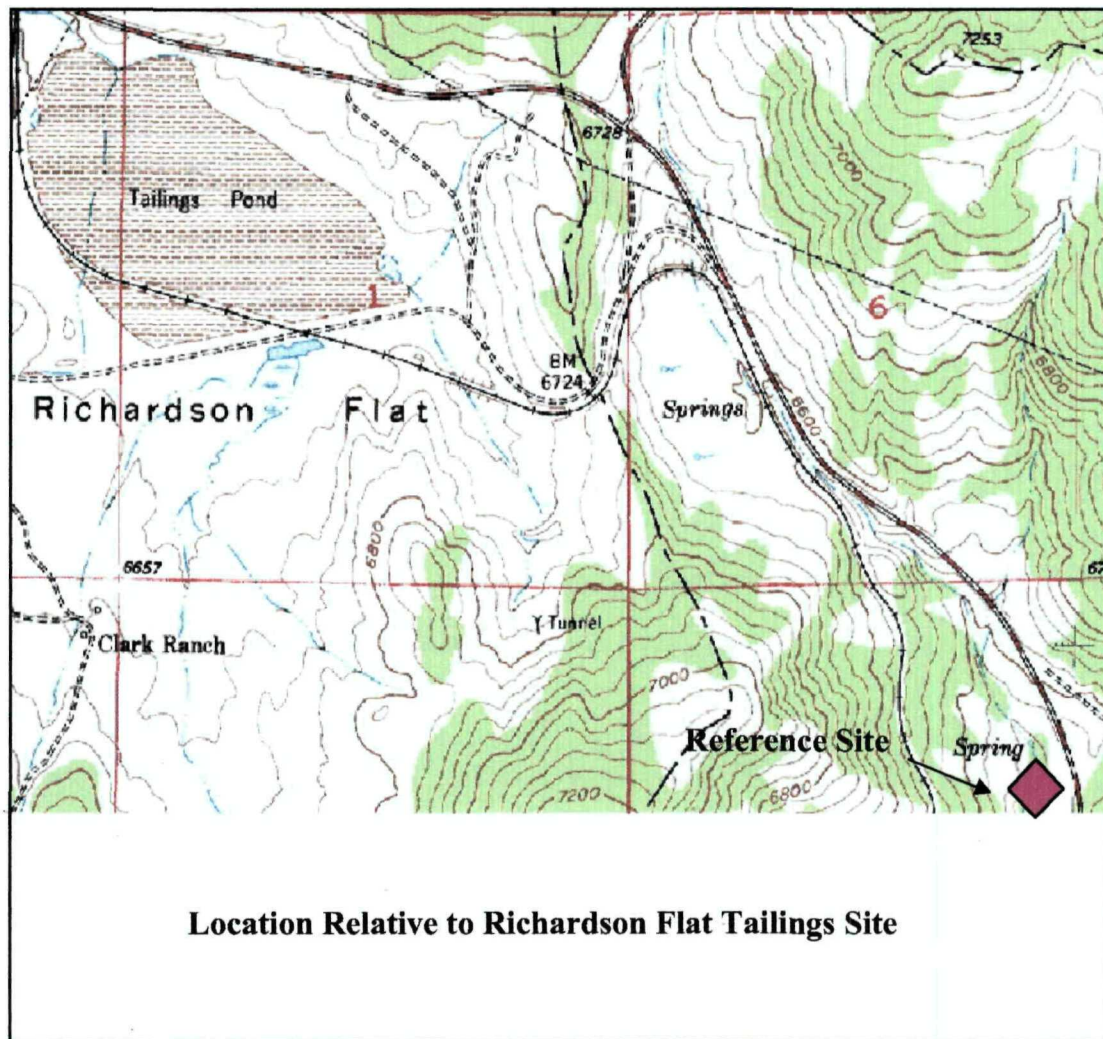 7253
6728
7000
Tailings Pond
1
6
BM
6724
6800
Richardson Flat
Springs
6600
6800
6657
67
Tunnel
Clark Ranch
7000
Reference Site
Spring
7200
6800
Location Relative to Richardson Flat Tailings Site